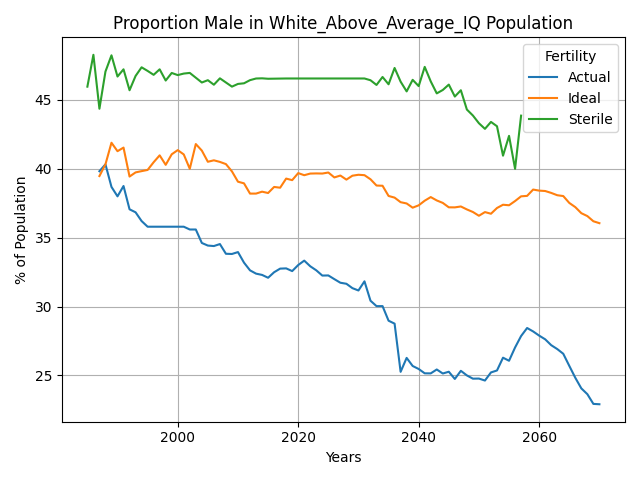 Proportion Male in White_Above_Average_IQ Population
Fertility
Actual
Ideal
Sterile
% of Population
45
40
35
30
25
2000
2020
2040
2060
Years